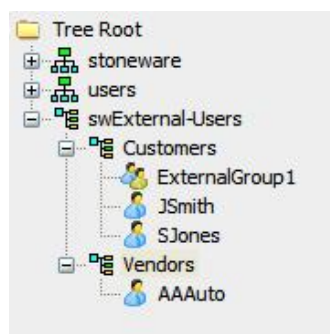 Tree Root
stoneware
users
swExternal-Users
Customers
ExternalGroup1
JSmith
SJones
Vendors
AAAuto